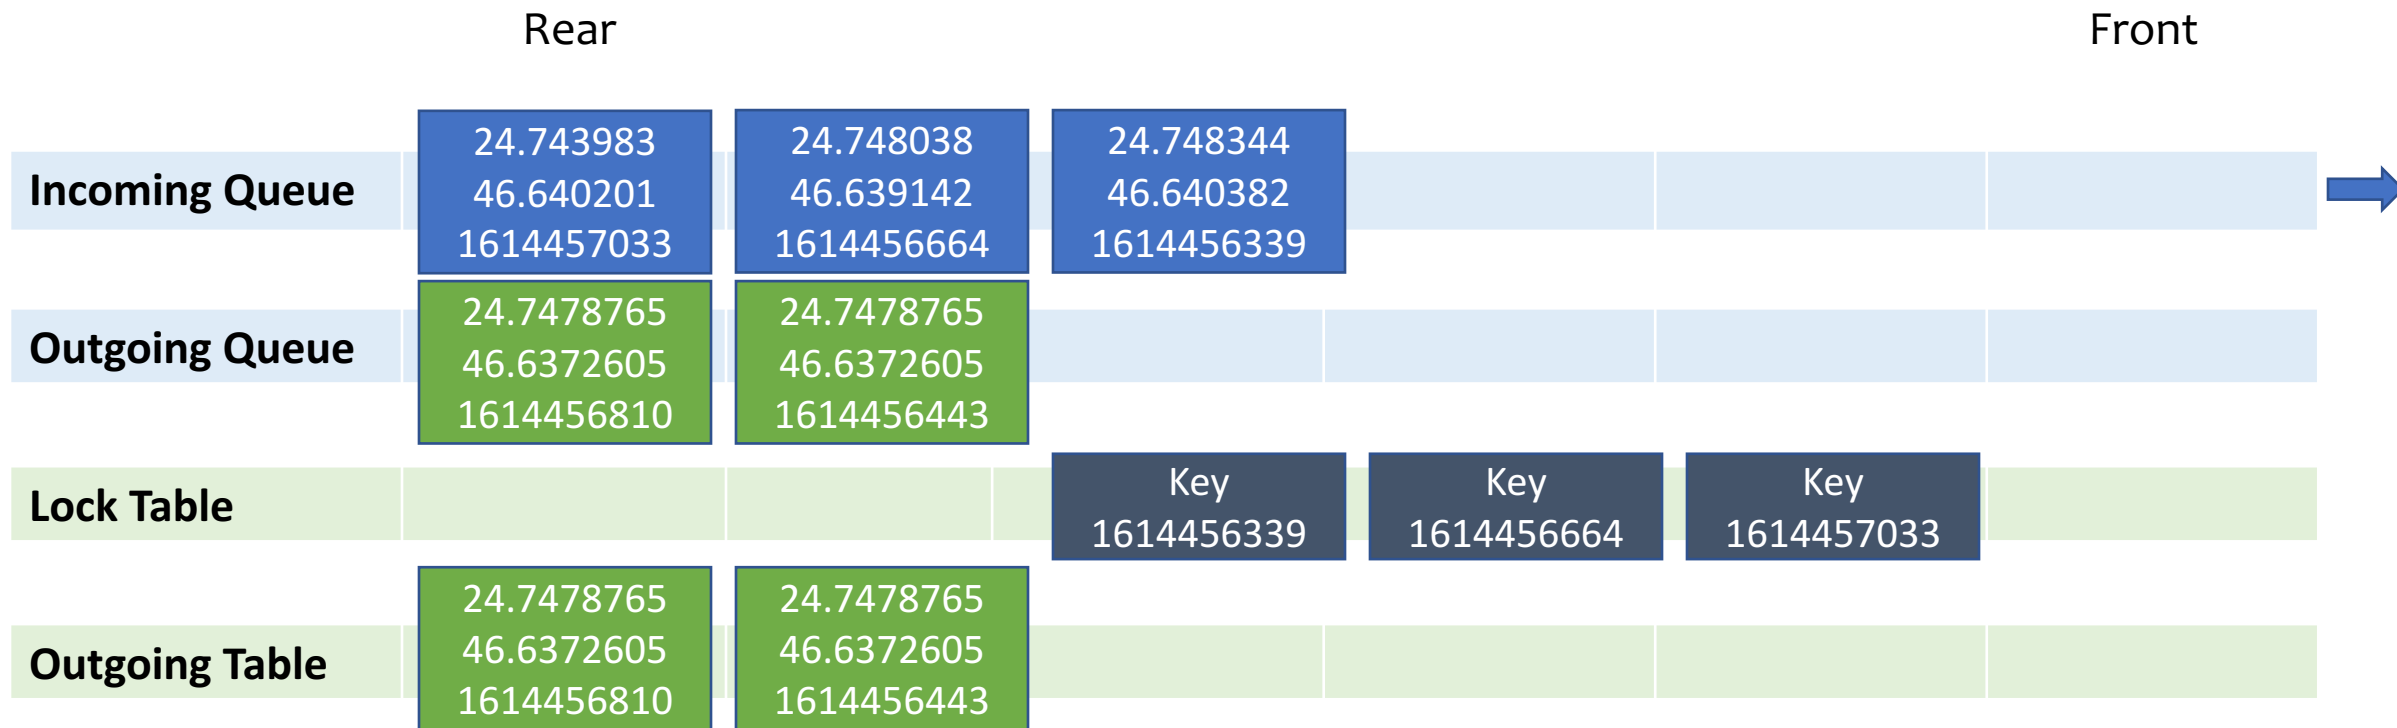 Rear
Front
Incoming Queue
24.743983
46.640201
1614457033
24.748038
46.639142
1614456664
24.748344
46.640382
1614456339
Outgoing Queue
24.7478765
46.6372605
1614456810
24.7478765
46.6372605
1614456443
Lock Table
Key
1614456339
Key
1614456664
Key
1614457033
Outgoing Table
24.7478765
46.6372605
1614456810
24.7478765
46.6372605
1614456443